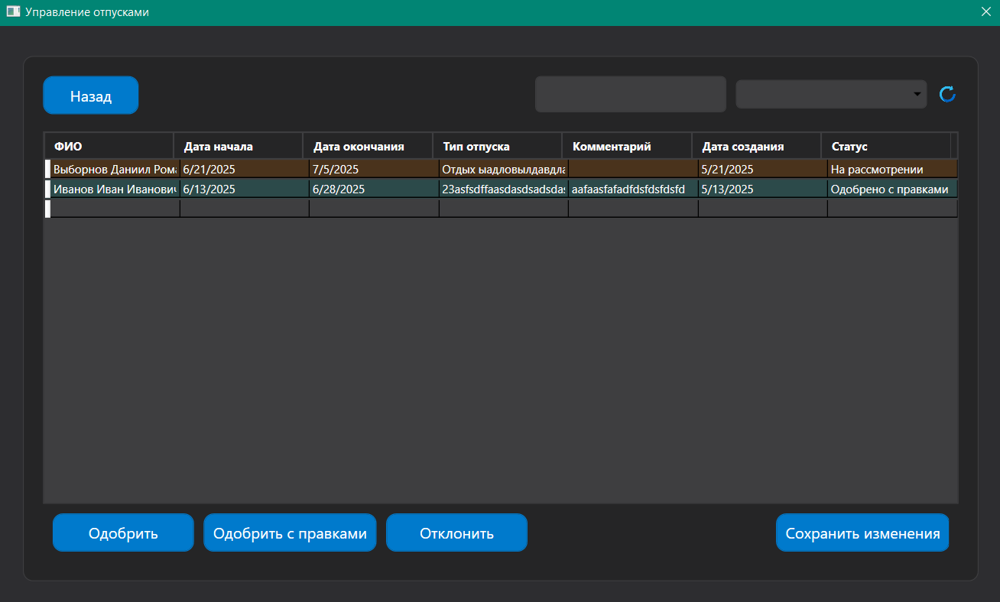 Управление отпусками
Назад
ФИО Дата начала Дата окончания Тип отпуска Комментарий Дата создания Статус
Выборнов Даниил Ром 6/21/2025 7/5/2025 Отдых ыадловылдавдла 5/21/2025 На рассмотрении
Иванов Иван Иванович 6/13/2025 6/28/2025 23asfsdffaasdasdsadsdas aafaasfafadfdsfdsfdsfd 5/13/2025 Одобрено с правками
Одобрить Одобрить с правками Отклонить Сохранить изменения